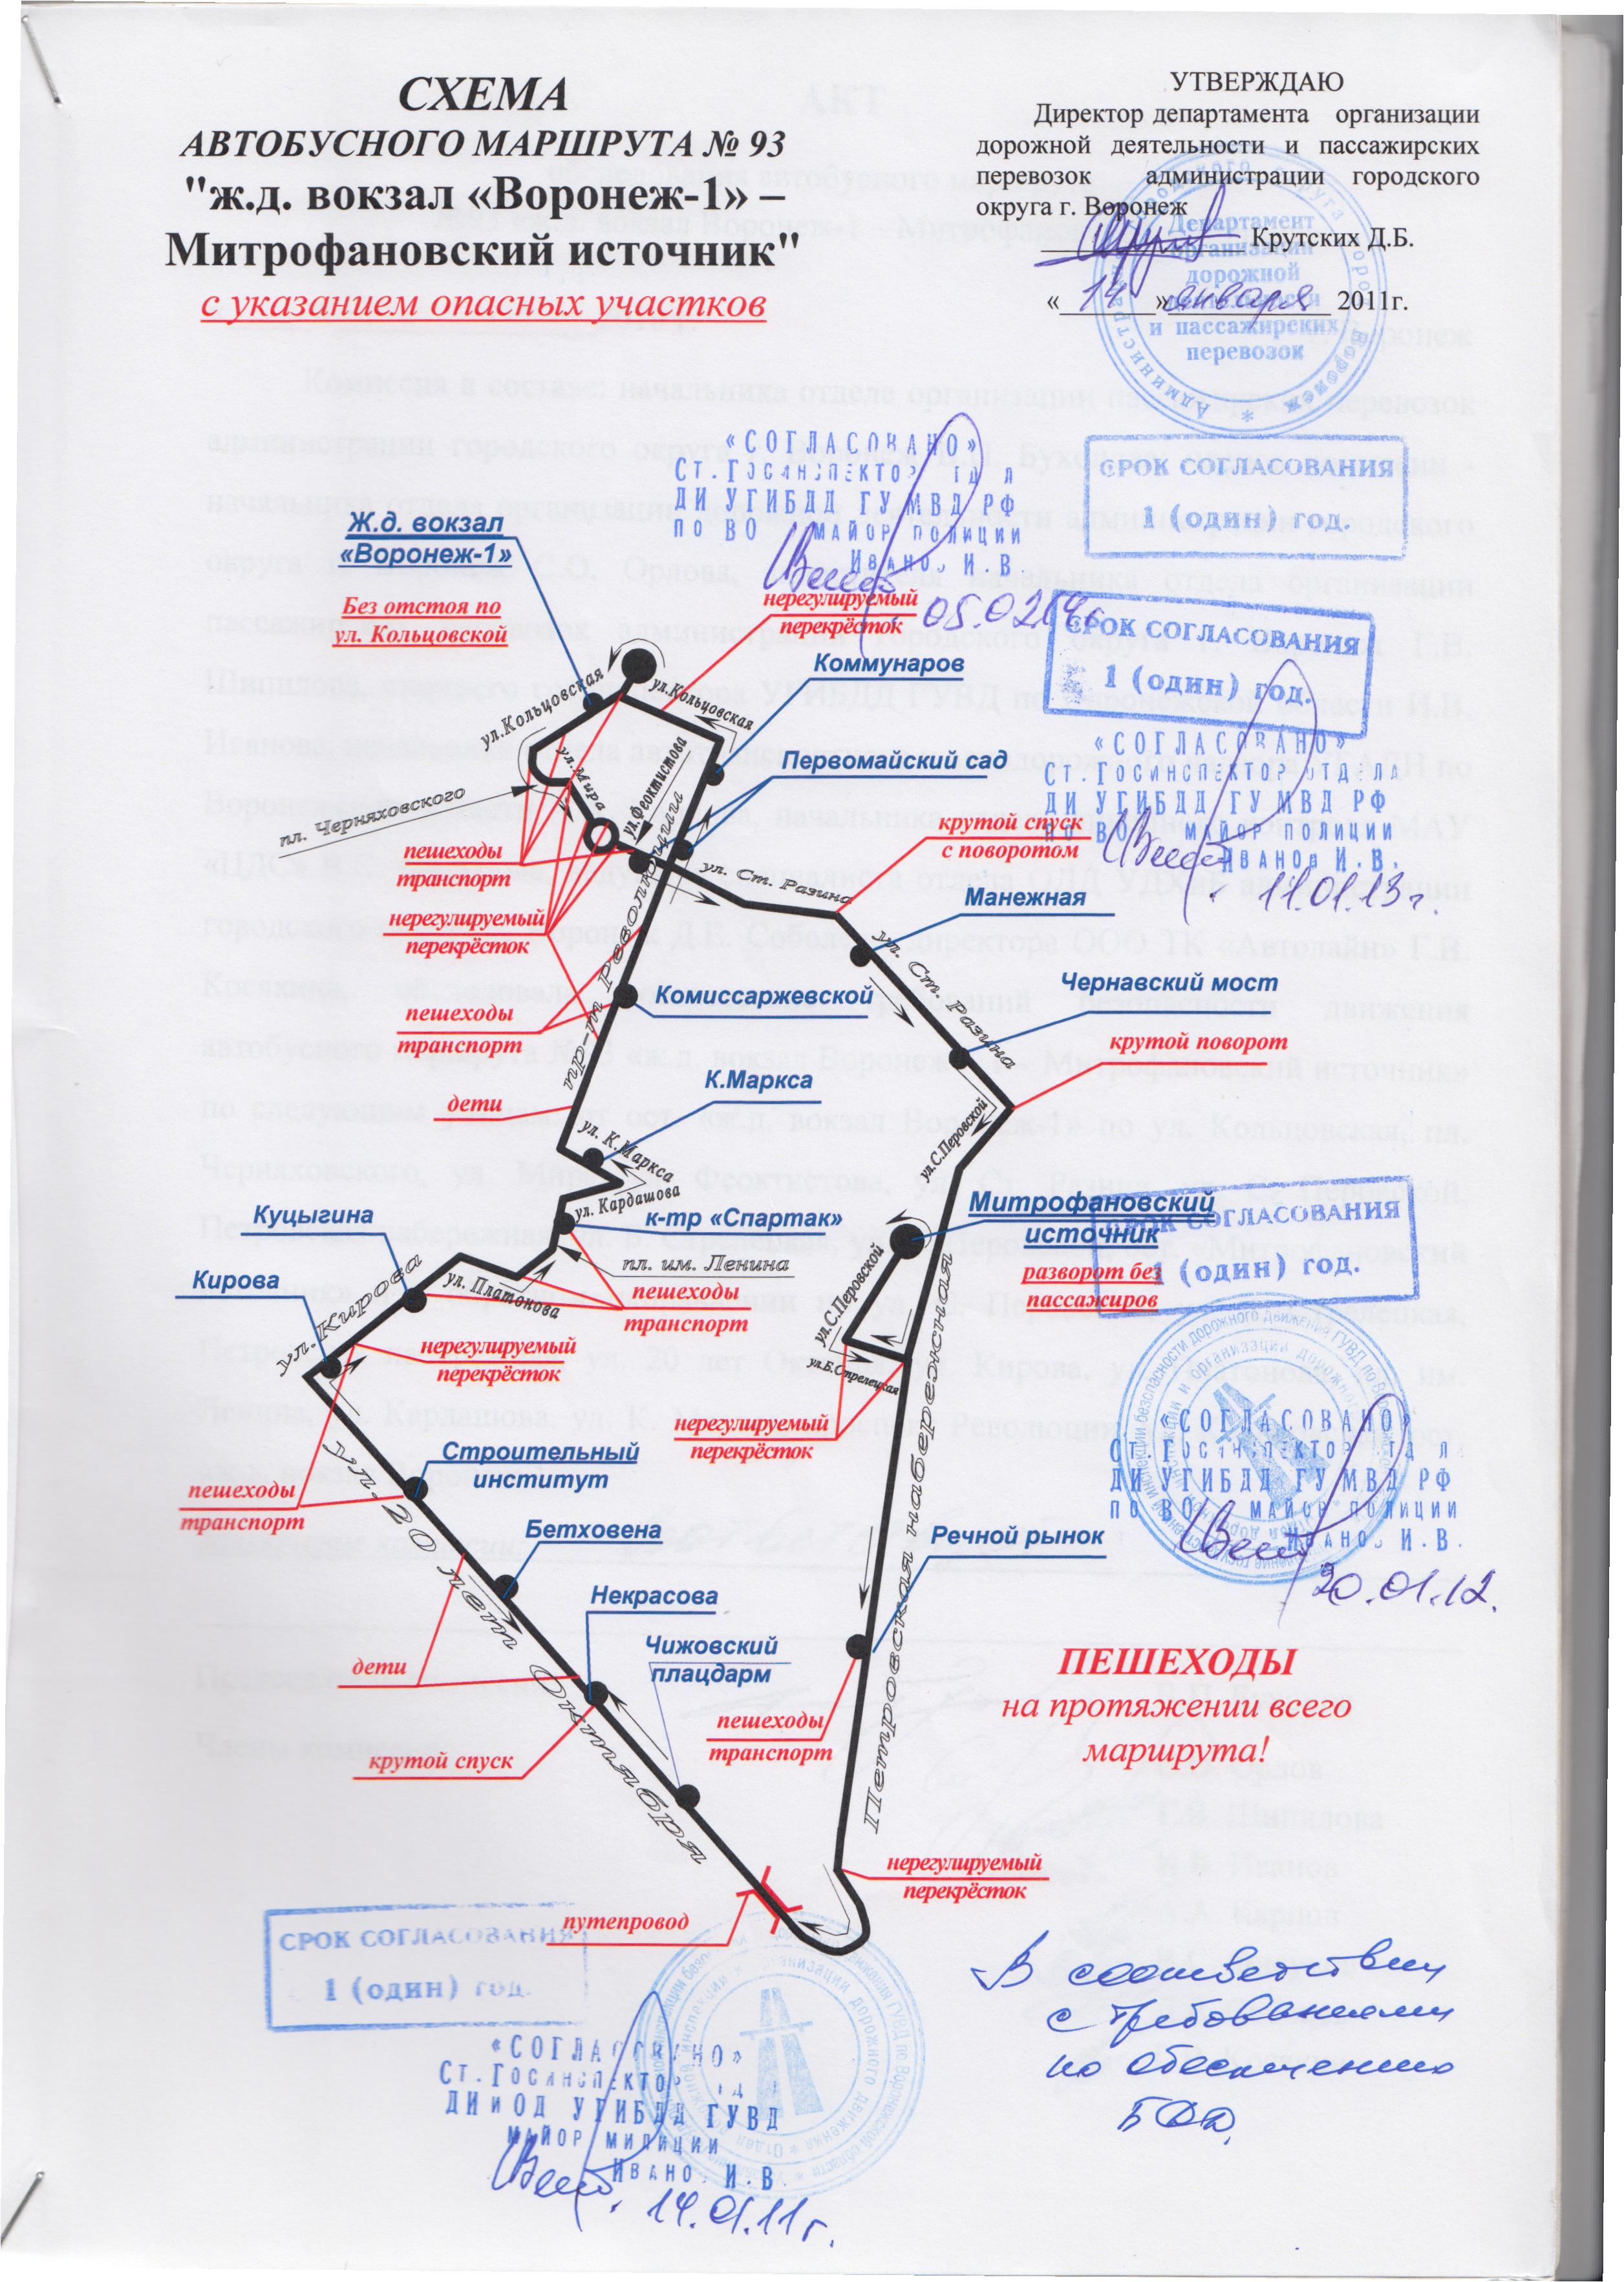 СХЕМА
АВТОБУСНОГО МАРШРУТА № 93
"ж.д. вокзал «Воронеж-1» –
Митрофановский источник"
с указанием опасных участков
УТВЕРЖДАЮ
Директор департамента организации
дорожной деятельности и пассажирских
перевозок администрации городского
округа г. Воронеж
Крутских Д.Б.
«14» января 2011г.
Департамент
организации
дорожной
деятельности
и пассажирских
перевозок
«СОГЛАСОВАНО»
СТ.ГОСИНСПЕКТОР
ДИ УГИБДД ГУ МВД РФ
ПО ВО МАЙОР ПОЛИЦИИ
ИВАНОВ И.В.
СРОК СОГЛАСОВАНИЯ
1 (один) год.
СРОК СОГЛАСОВАНИЯ
1 (один) год.
«СОГЛАСОВАНО»
СТ.ГОСИНСПЕКТОР ОТДЕЛА
ДИ УГИБДД ГУ МВД РФ
ПО ВО МАЙОР ПОЛИЦИИ
ИВАНОВ И.В.
11.01.13г.
Ж.д. вокзал
«Воронеж-1»
Без отстоя по
ул. Кольцовской
нерегулируемый
перекрёсток
Коммунаров
ул.Кольцовская
ул.Кольцовская
ул.Мира
ул.Феоктистова
Первомайский сад
пл. Черняховского
крутой спуск
с поворотом
пешеходы
транспорт
ул. Ст. Разина
Манежная
нерегулируемый
перекрёсток
пр-т Революции
ул. Ст. Разина
Чернавский мост
Комиссаржевской
пешеходы
транспорт
крутой поворот
К.Маркса
дети
ул. К.Маркса
ул.С.Перовской
ул. Кардашова
Митрофановский
источник
разворот без
пассажиров
СРОК СОГЛАСОВАНИЯ
1 (один) год.
Куцыгина
к-тр «Спартак»
пл. им. Ленина
Кирова
ул. Кирова
ул. Платонова
пешеходы
транспорт
ул.С.Перовской
ул.Б.Стрелецкая
нерегулируемый
перекрёсток
нерегулируемый
перекрёсток
Петровская набережная
«СОГЛАСОВАНО»
СТ.ГОСИНСПЕКТОР
ДИ УГИБДД ГУ МВД РФ
ПО ВО МАЙОР ПОЛИЦИИ
ИВАНОВ И.В.
20.01.12.
Строительный
институт
пешеходы
транспорт
ул. 20 лет Октября
Бетховена
Речной рынок
Некрасова
Чижовский
плацдарм
дети
пешеходы
транспорт
крутой спуск
ПЕШЕХОДЫ
на протяжении всего
маршрута!
нерегулируемый
перекрёсток
путепровод
СРОК СОГЛАСОВАНИЯ
1 (один) год.
«СОГЛАСОВАНО»
СТ.ГОСИНСПЕКТОР
ДИиОД УГИБДД ГУВД
МАЙОР МИЛИЦИИ
ИВАНОВ И.В.
14.01.11г.
В соответствии
с требованиями
по обеспечению
БДД.